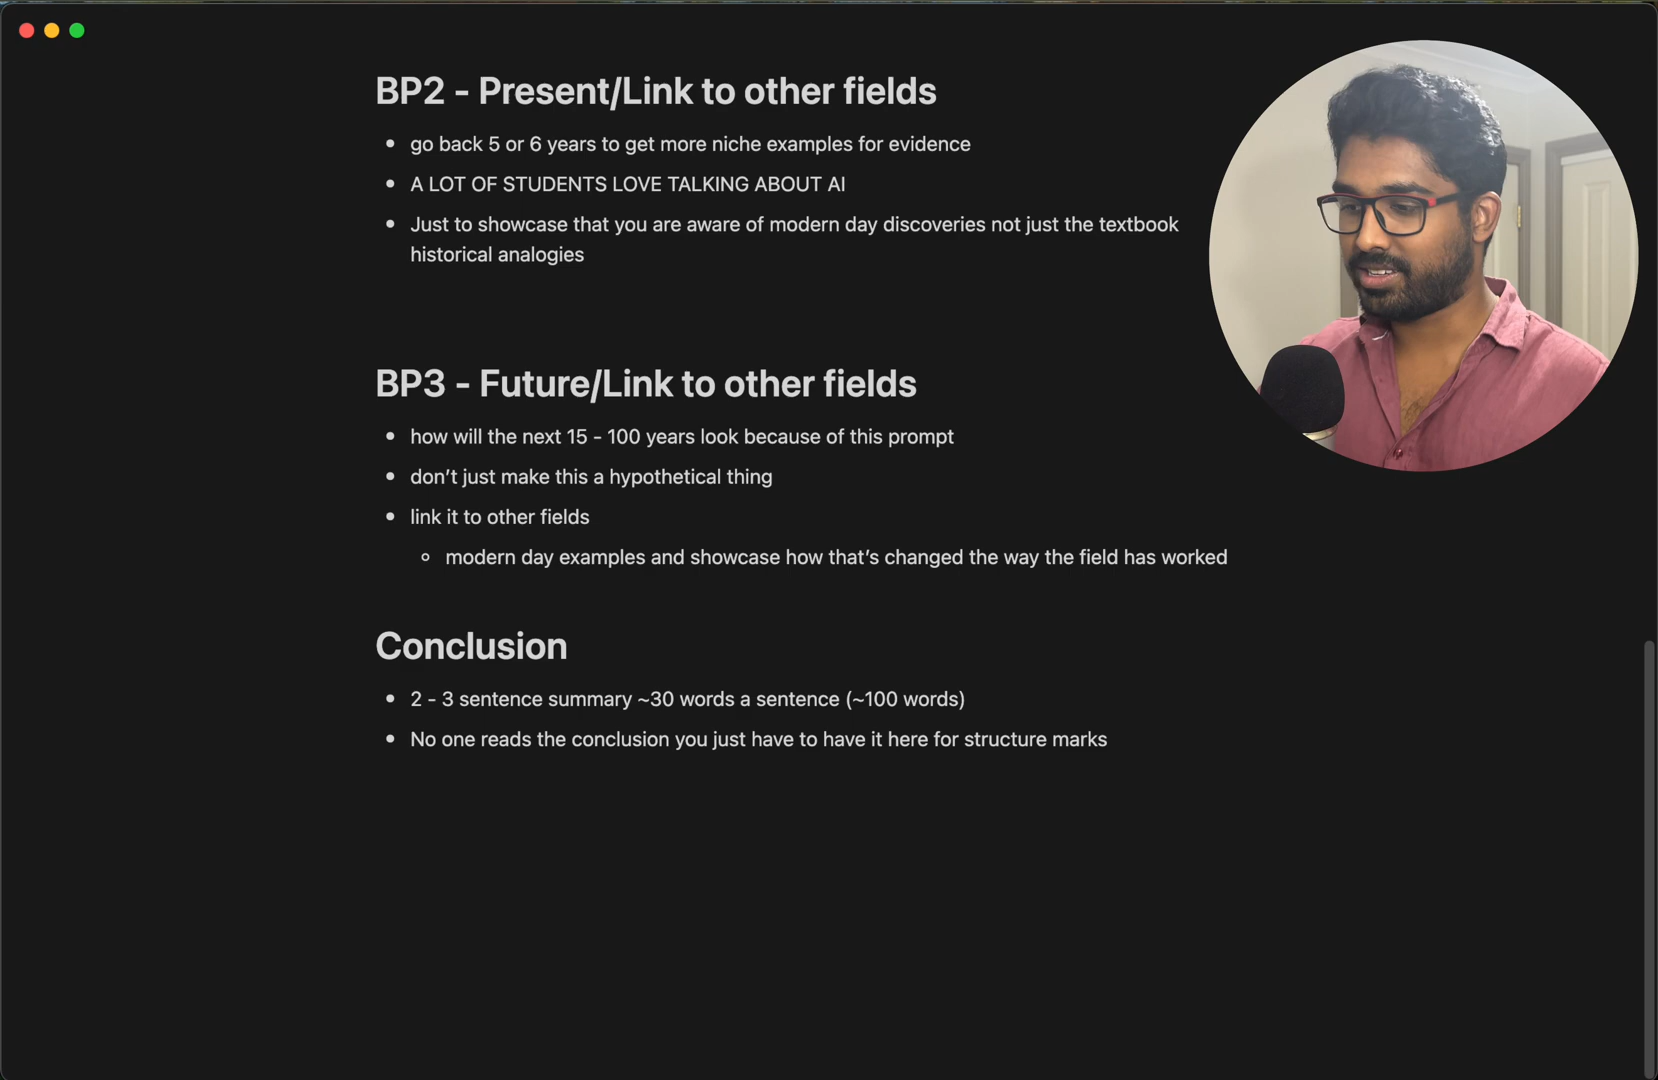 BP2 - Present/Link to other fields
go back 5 or 6 years to get more niche examples for evidence
A LOT OF STUDENTS LOVE TALKING ABOUT AI
Just to showcase that you are aware of modern day discoveries not just the textbook
historical analogies
BP3 - Future/Link to other fields
how will the next 15 - 100 years look because of this prompt
don’t just make this a hypothetical thing
link it to other fields
modern day examples and showcase how that’s changed the way the field has worked
Conclusion
2 - 3 sentence summary ~30 words a sentence (~100 words)
No one reads the conclusion you just have to have it here for structure marks